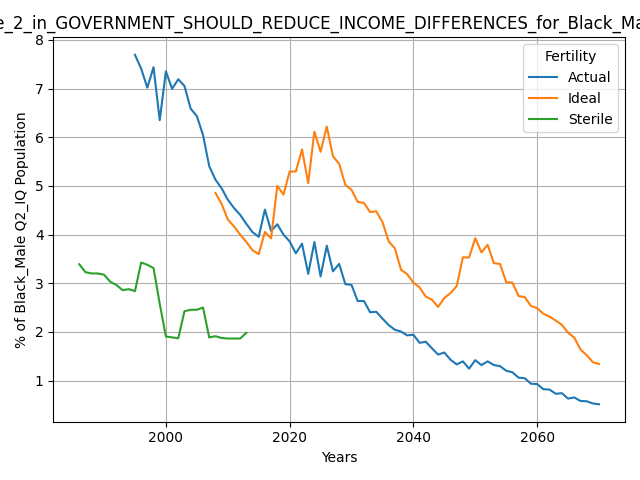 e_2_in_GOVERNMENT_SHOULD_REDUCE_INCOME_DIFFERENCES_for_Black_Ma
8
7
6
5
4
3
2
1
% of Black_Male Q2_IQ Population
Fertility
Actual
Ideal
Sterile
2000
2020
2040
2060
Years